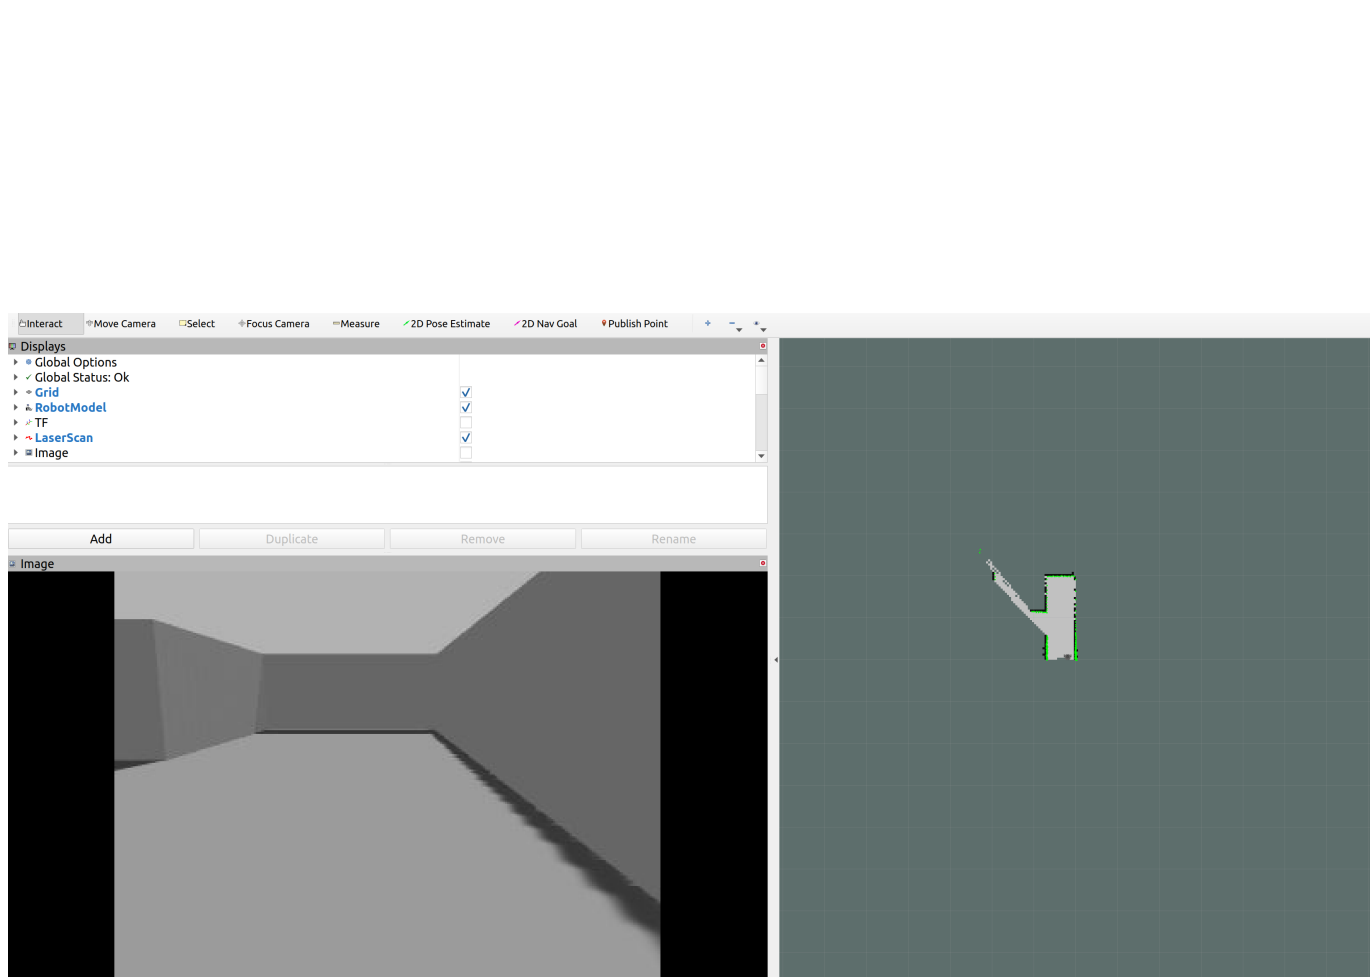 Interact Move Camera Select Focus Camera Measure 2D Pose Estimate 2D Nav Goal Publish Point
Displays
Global Options
Global Status: Ok
Grid
RobotModel
TF
LaserScan
Image
Add Duplicate Remove Rename
Image